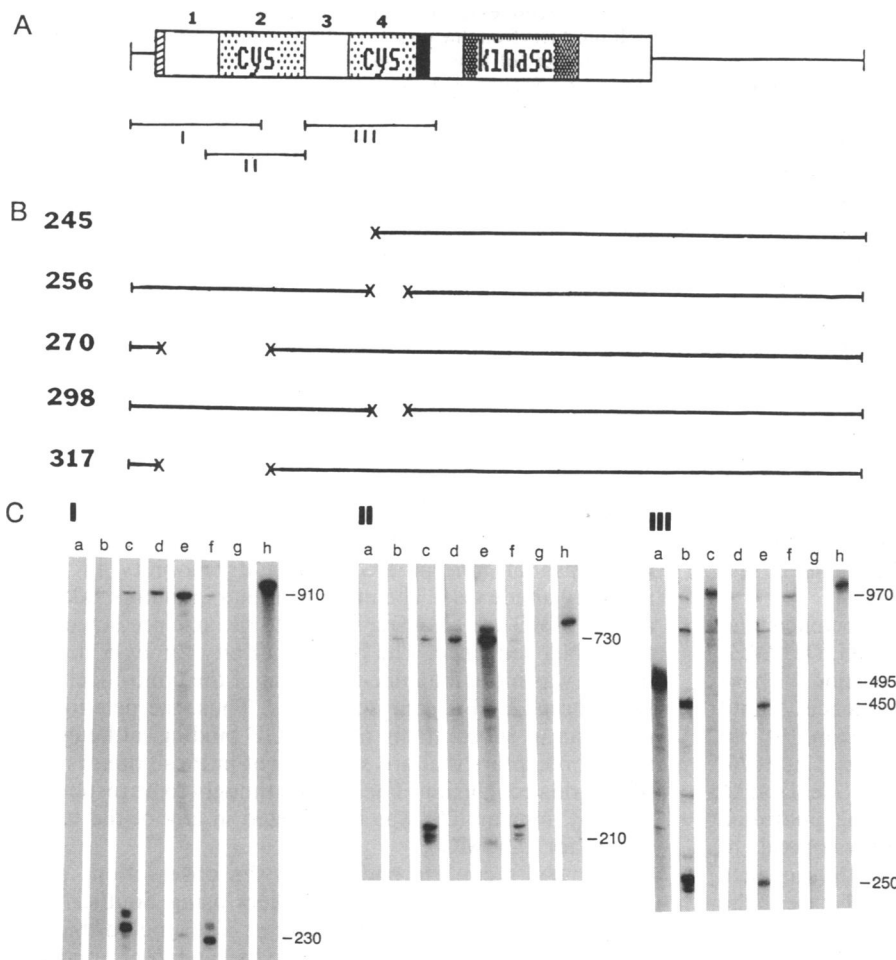 A
1 2 3 4
cys cys kinase
I III
II
B
245
256
270
298
317
C
I
a b c d e f g h
-910
-230
II
a b c d e f g h
-730
-210
III
a b c d e f g h
-970
-495
-450
-250